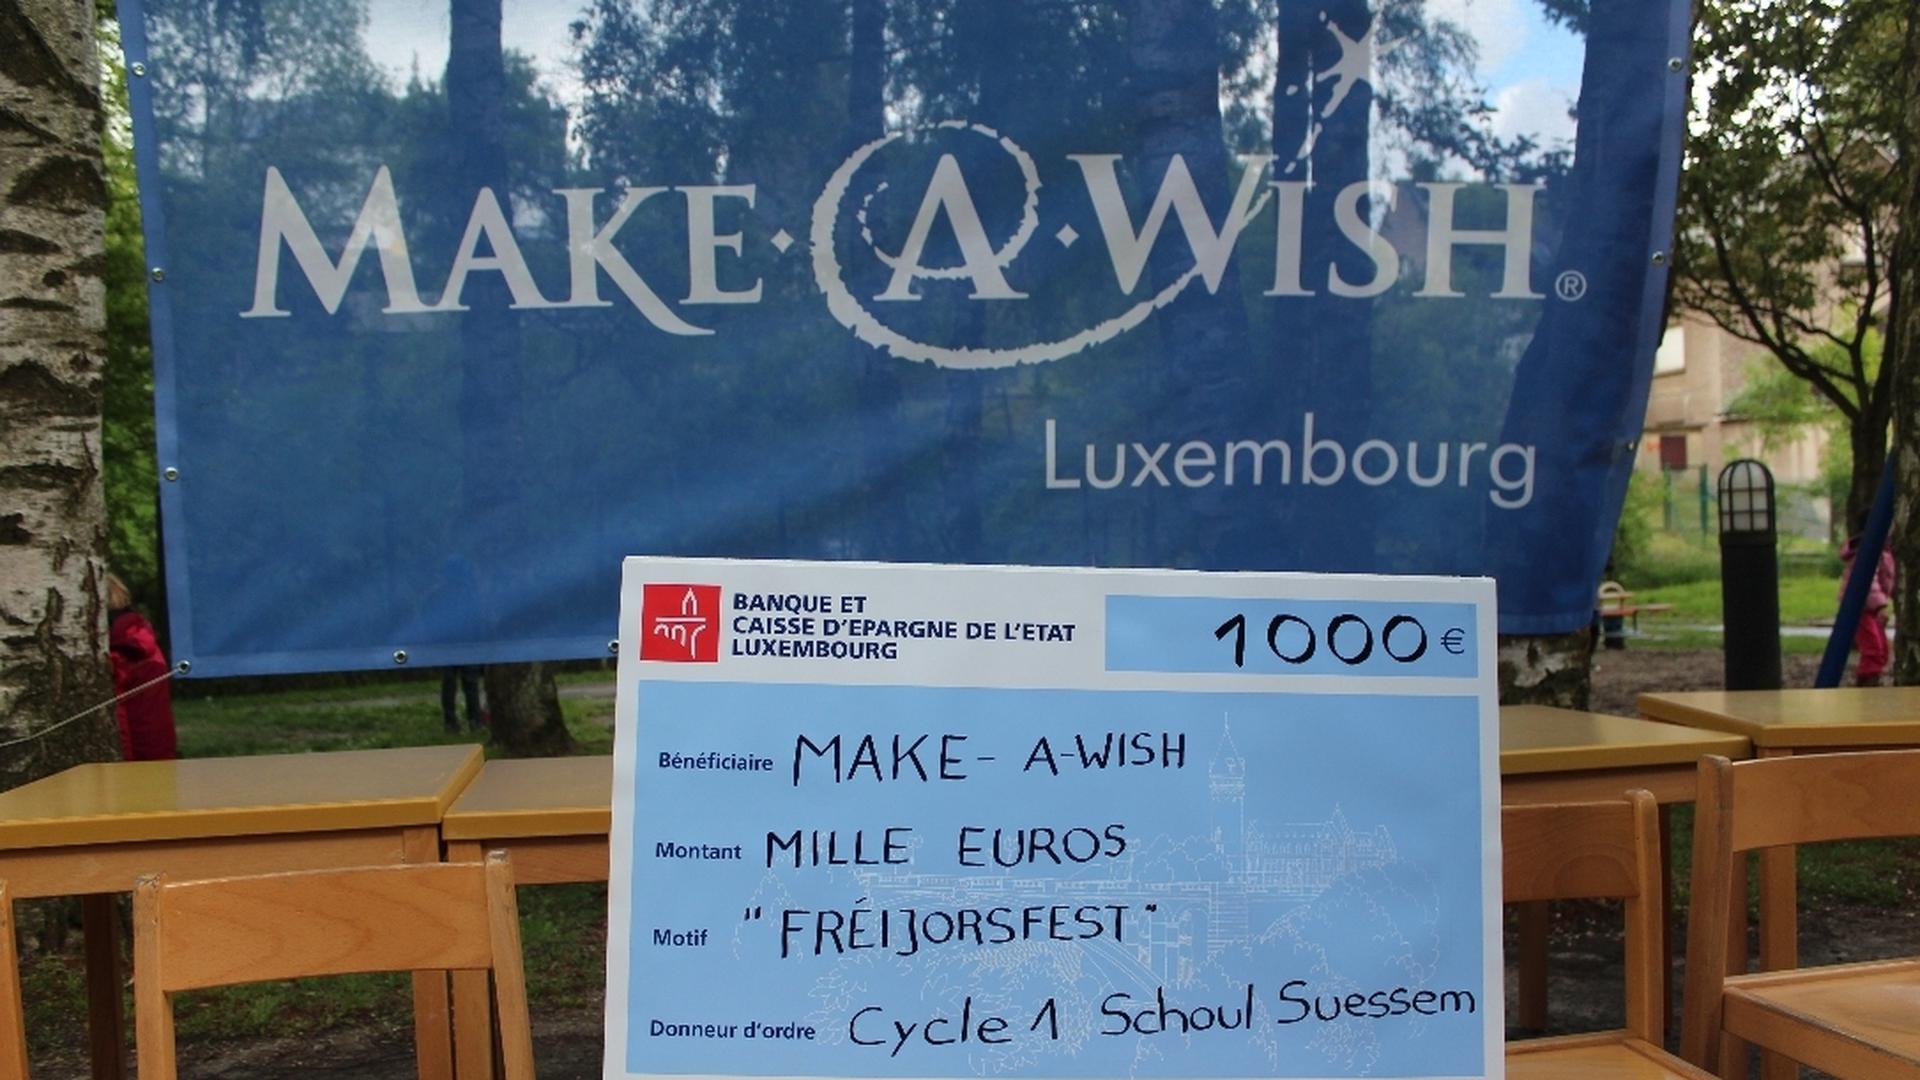 MAKE·A·WISH®
Luxembourg
BANQUE ET
CAISSE D'EPARGNE DE L'ETAT
LUXEMBOURG
1000 €
Bénéficiaire MAKE-A-WISH
Montant MILLE EUROS
Motif "FRÉIJORSFEST"
Donneur d'ordre Cycle 1 Schoul Suessem